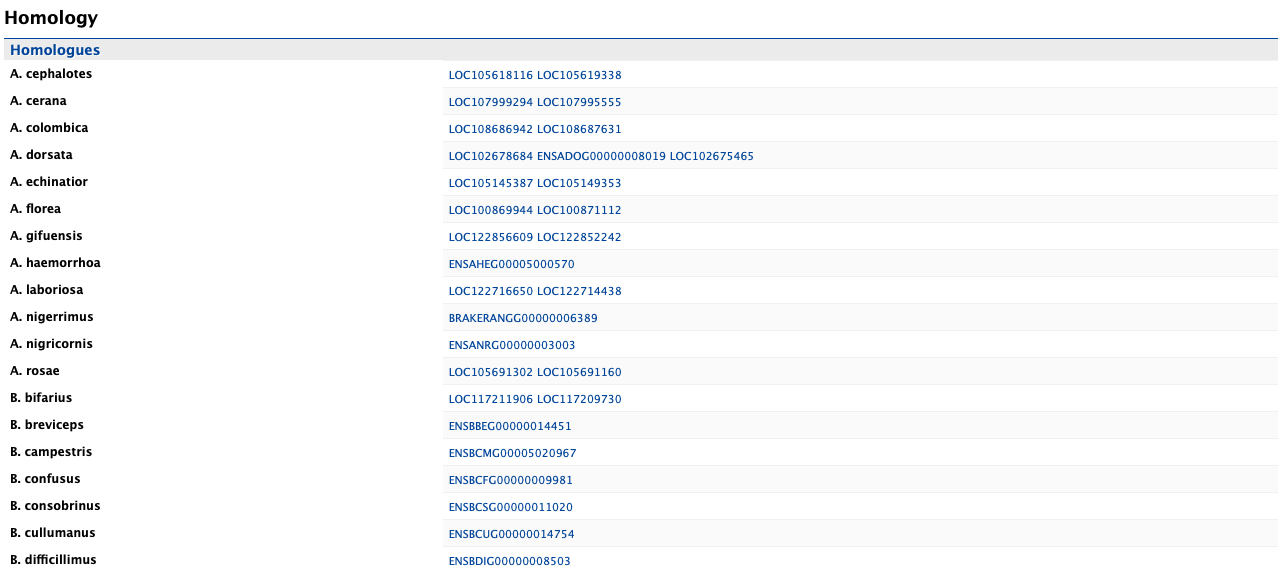 Homology
Homologues
A. cephalotes LOC105618116 LOC105619338
A. cerana LOC107999294 LOC107995555
A. colombica LOC108686942 LOC108687631
A. dorsata LOC102678684 ENSADOG00000008019 LOC102675465
A. echinatior LOC105145387 LOC105149353
A. florea LOC100869944 LOC100871112
A. gifuensis LOC122856609 LOC122852242
A. haemorrhoa ENSAHEG00005000570
A. laboriosa LOC122716650 LOC122714438
A. nigerrimus BRAKERANGG00000006389
A. nigricornis ENSANRG00000003003
A. rosae LOC105691302 LOC105691160
B. bifarius LOC117211906 LOC117209730
B. breviceps ENSBBEG00000014451
B. campestris ENSBCMG00005020967
B. confusus ENSBCFG00000009981
B. consobrinus ENSBCSG00000011020
B. cullumanus ENSBCUG00000014754
B. difficillimus ENSBDIG00000008503